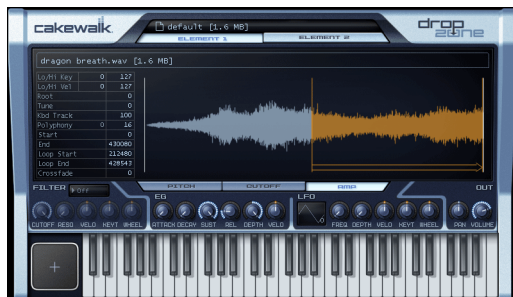 cakewalk.
default [1.6 MB]
drop zone
ELEMENT 1
ELEMENT 2
dragon breath.wav [1.6 MB]
Lo/Hi Key 0 127
Lo/Hi Vel 0 127
Root 0
Tune 0
Kbd Track 100
Polyphony 0 16
Start 0
End 430080
Loop Start 212480
Loop End 428543
Crossfade 0
FILTER Off
PITCH
CUTOFF
AMP
OUT
EG
LFO
CUTOFF RESO VELO KEYT WHEEL
ATTACK DECAY SUST REL DEPTH VELO
FREQ DEPTH VELO KEYT WHEEL
PAN VOLUME